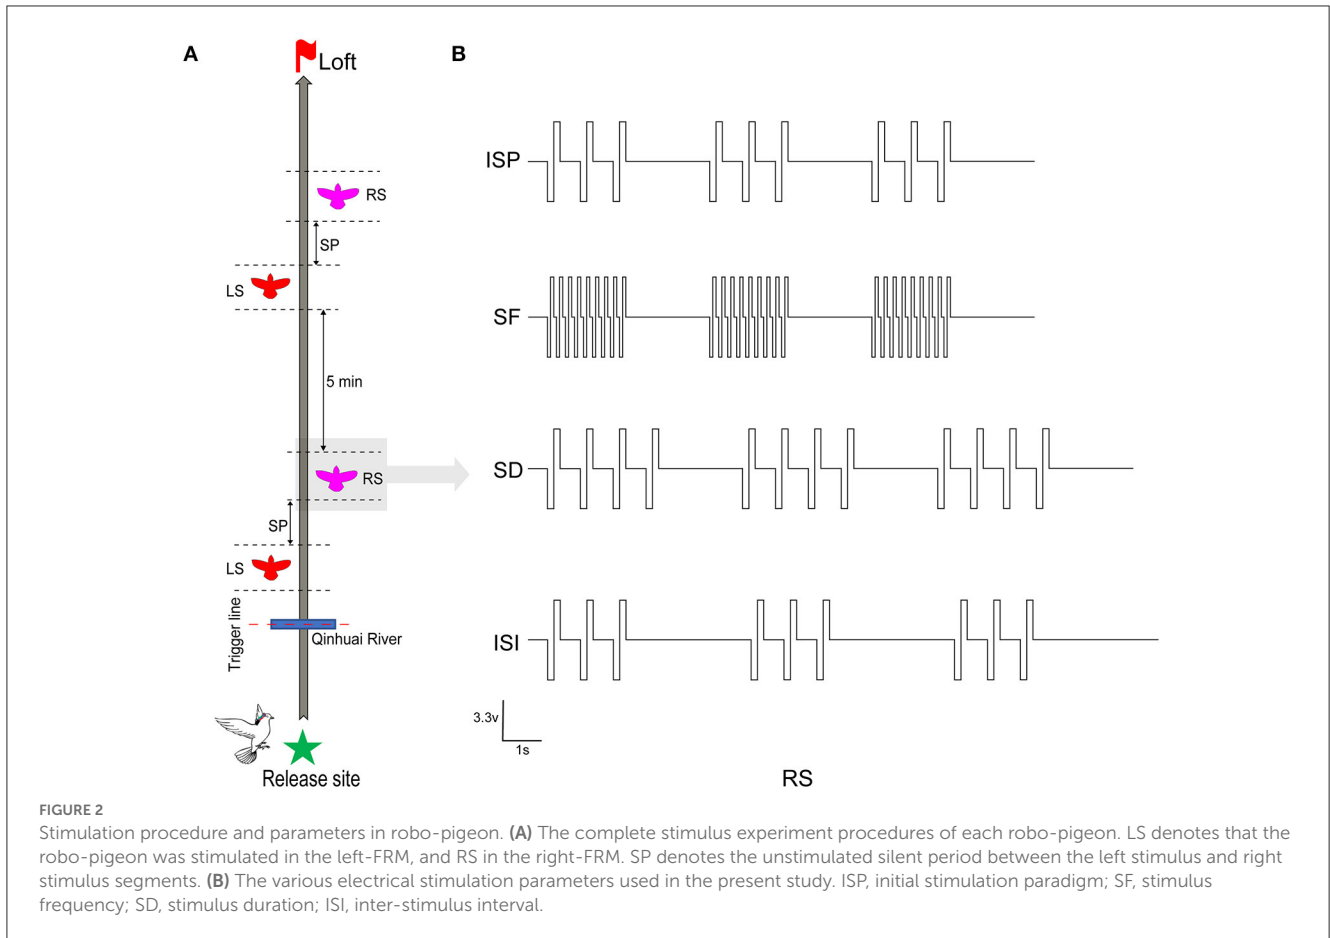 A
Loft
RS
SP
LS
5 min
RS
SP
LS
Trigger line
Qinhuai River
Release site
B
ISP
SF
SD
ISI
3.3v
1s
RS
FIGURE 2
Stimulation procedure and parameters in robo-pigeon. (A) The complete stimulus experiment procedures of each robo-pigeon. LS denotes that the
robo-pigeon was stimulated in the left-FRM, and RS in the right-FRM. SP denotes the unstimulated silent period between the left stimulus and right
stimulus segments. (B) The various electrical stimulation parameters used in the present study. ISP, initial stimulation paradigm; SF, stimulus
frequency; SD, stimulus duration; ISI, inter-stimulus interval.